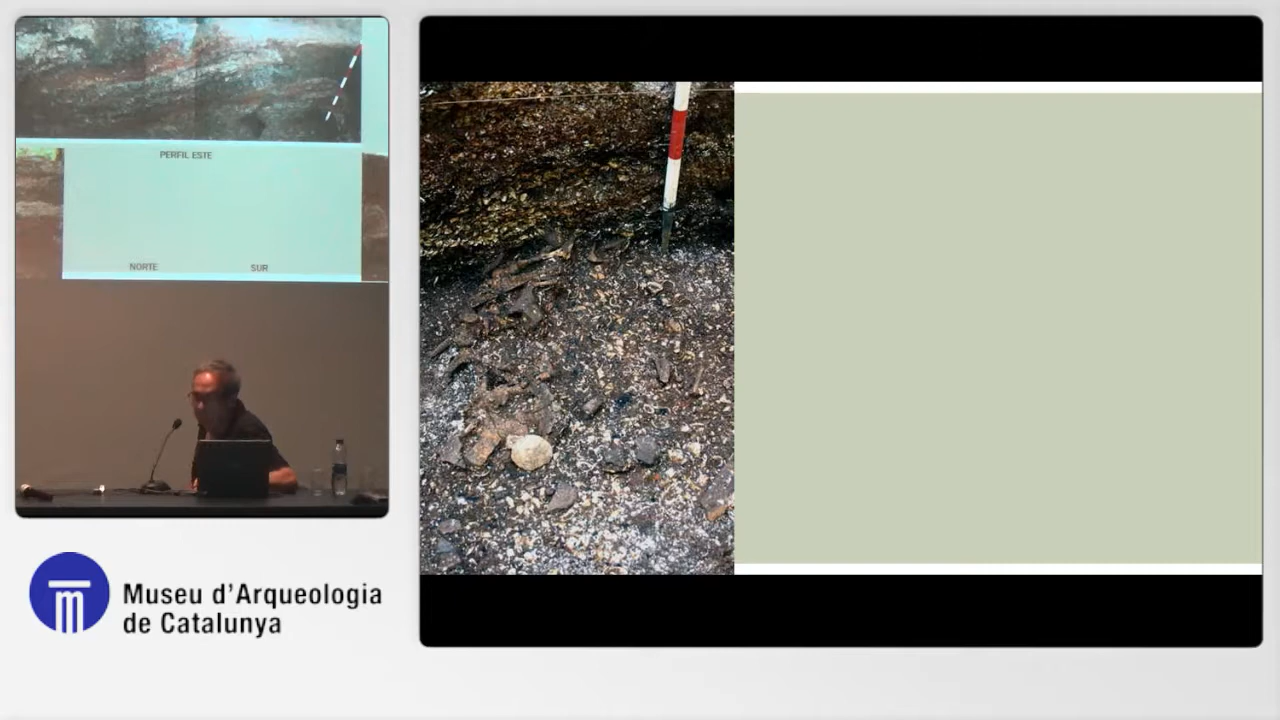 PERFIL ESTE
NORTE SUR
Museu d'Arqueologia
de Catalunya